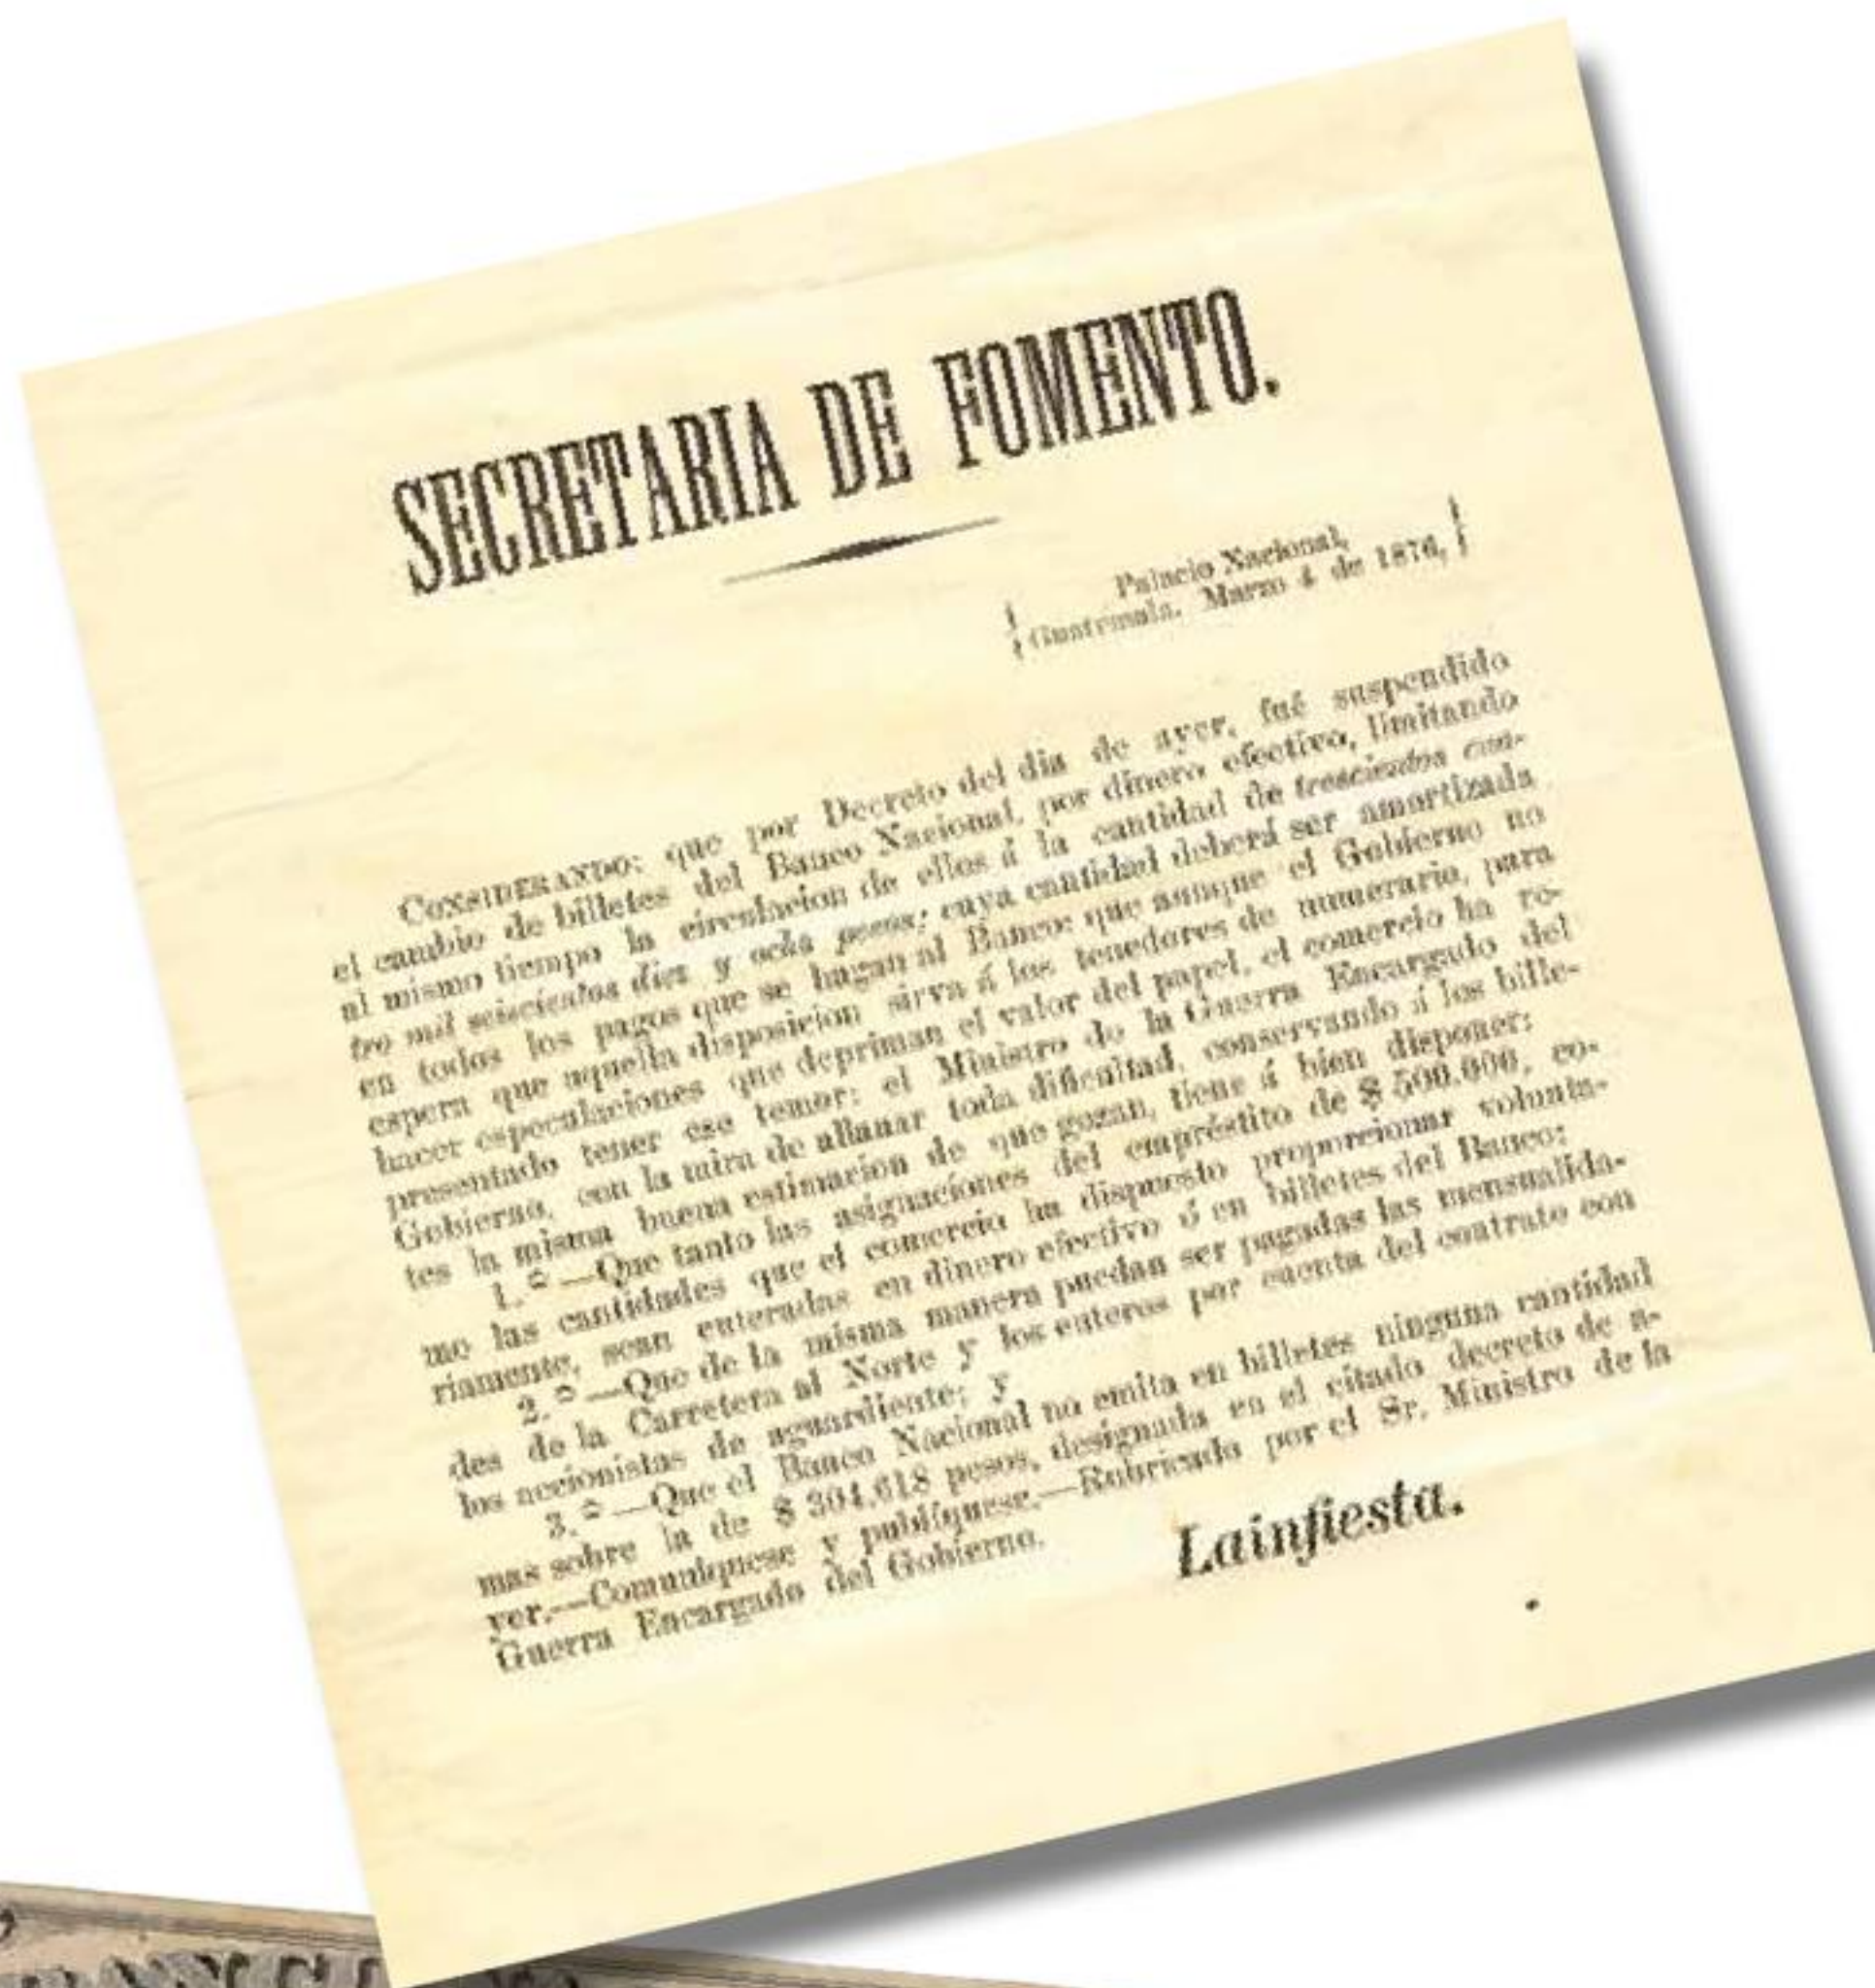 SECRETARIA DE FOMENTO.
Palacio Nacional,
Guatemala, Marzo 4 de 1876.
CONSIDERANDO: que por Decreto del dia de ayer, fué suspendido
el cambio de billetes del Banco Nacional, por dinero efectivo, limitando
al mismo tiempo la circulacion de ellos á la cantidad de trescientos cua-
tro mil seiscientos diez y ocho pesos; cuya cantidad deberá ser amortizada
en todos los pagos que se hagan al Banco: que aunque el Gobierno no
espera que aquella disposicion sirva á los tenedores de numerario, para
hacer especulaciones que depriman el valor del papel, el comercio ha re-
presentado tener ese temor: el Ministro de la Guerra Encargado del
Gobierno, con la mira de allanar toda dificultad, conservando á los bille-
tes la misma buena estimacion de que gozan, tiene á bien disponer:
1.º—Que tanto las asignaciones del empréstito de $ 500.000, co-
mo las cantidades que el comercio ha dispuesto proporcionar volunta-
riamente, sean enteradas en dinero efectivo ó en billetes del Banco:
2.º—Que de la misma manera puedan ser pagadas las mensualida-
des de la Carretera al Norte y los enteros por cuenta del contrato con
los accionistas de aguardiente; y
3.º—Que el Banco Nacional no emita en billetes ninguna cantidad
mas sobre la de $ 304.618 pesos, designada en el citado decreto de a-
yer.—Comuníquese y publíquese.—Rubricado por el Sr. Ministro de la
Guerra Encargado del Gobierno.
Lainfiesta.